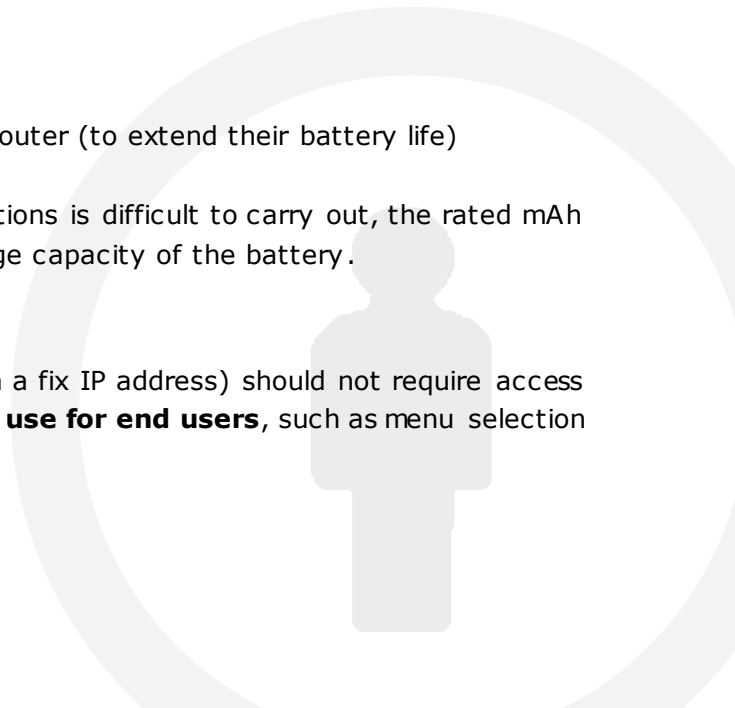 outer (to extend their battery life)
tions is difficult to carry out, the rated mAh
ge capacity of the battery.
a fix IP address) should not require access
use for end users, such as menu selection